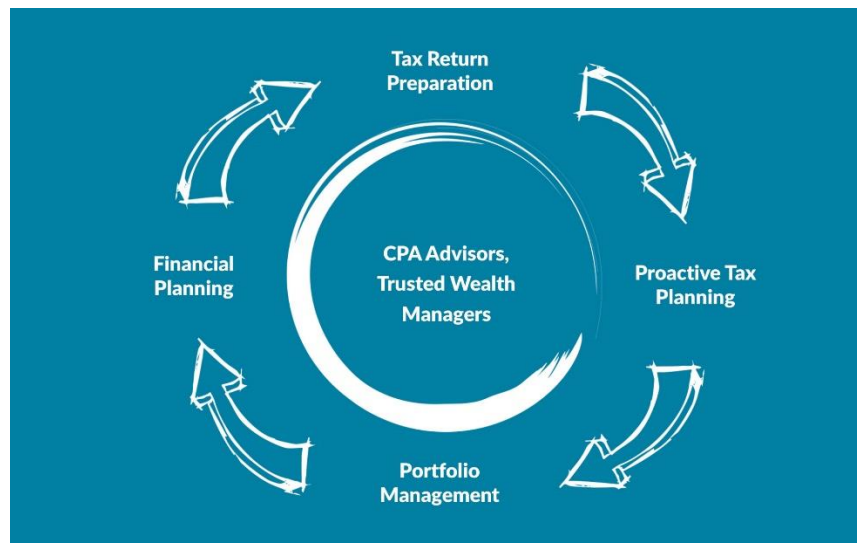 Tax Return
Preparation
Financial
Planning
CPA Advisors,
Trusted Wealth
Managers
Proactive Tax
Planning
Portfolio
Management